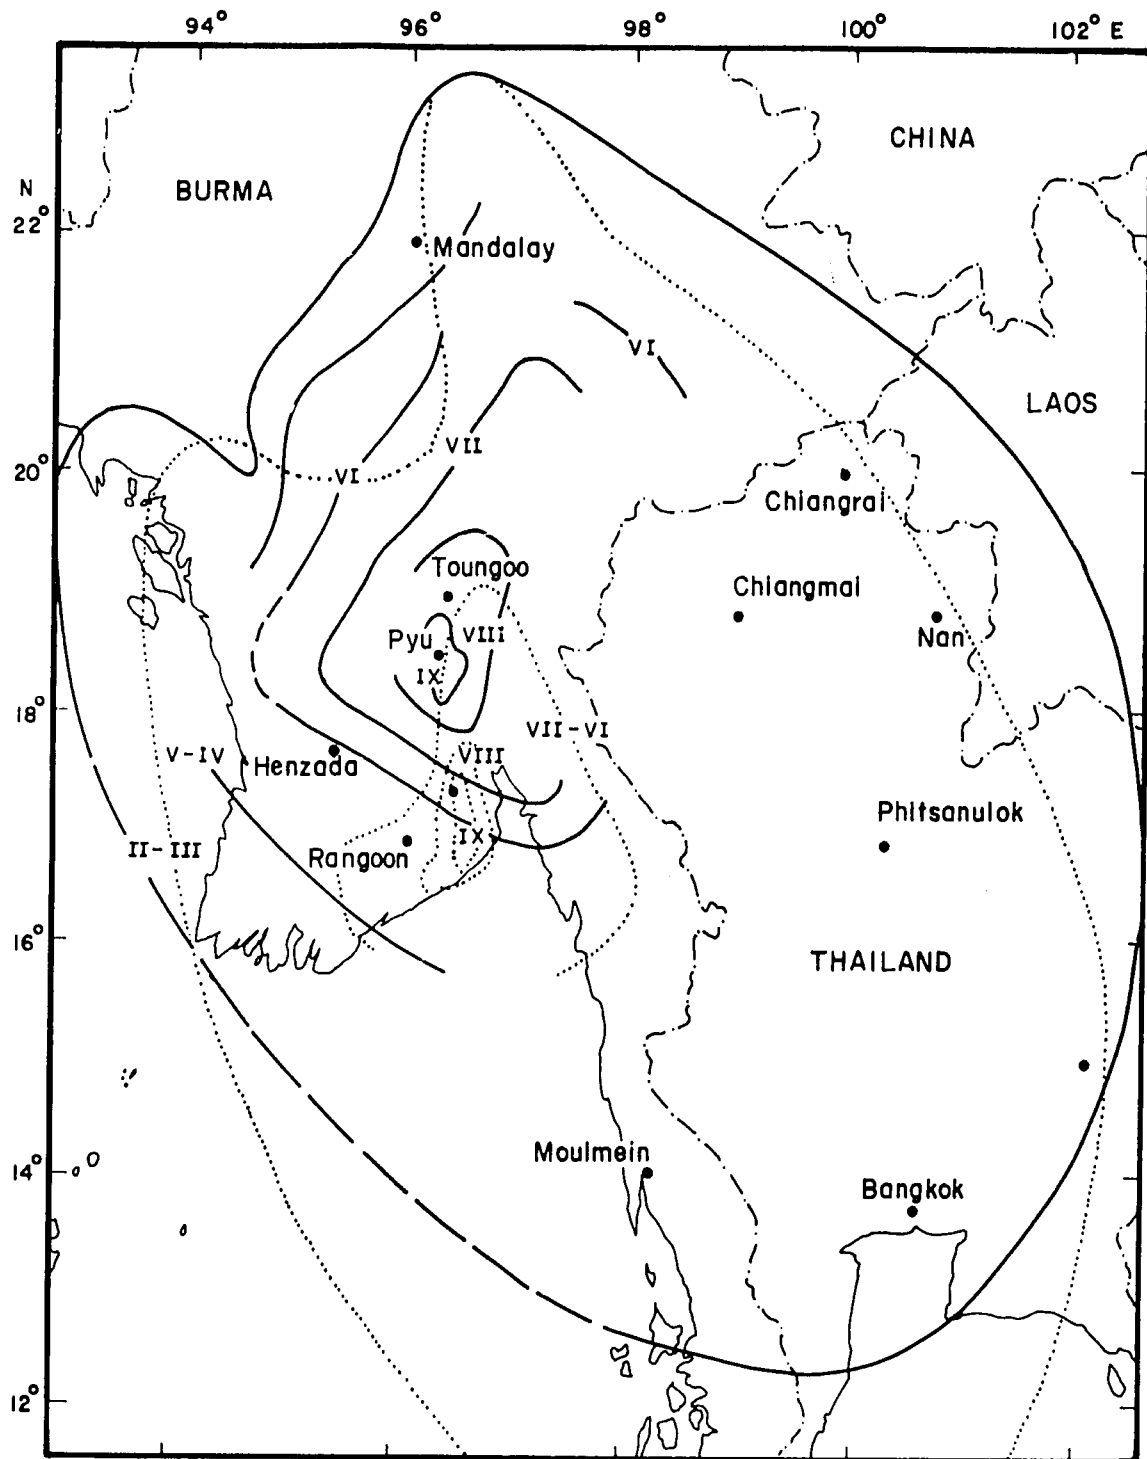 94° 96° 98° 100° 102° E
CHINA
N
BURMA
22°
Mandalay
VI
LAOS
VII
20°
VI
Chiangrai
Toungoo
Chiangmai
Pyu
VIII
Nan
IX
18°
VII-VI
V-IV
VIII
Henzada
Phitsanulok
IX
II-III
Rangoon
16°
THAILAND
Moulmein
14°
Bangkok
12°